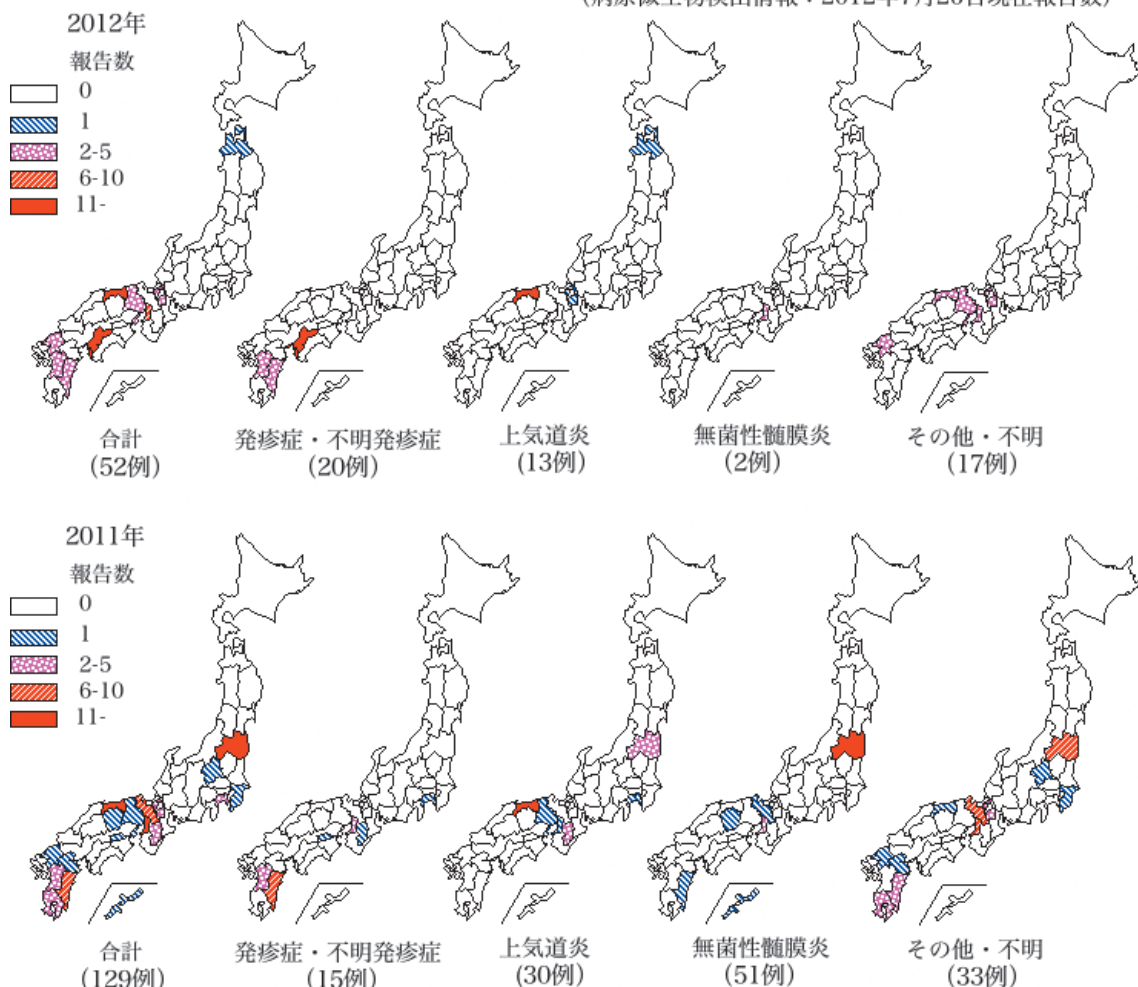 2012年
報告数
0
1
2-5
6-10
11-
合計
(52例)
発疹症・不明発疹症
(20例)
上気道炎
(13例)
無菌性髄膜炎
(2例)
その他・不明
(17例)
2011年
報告数
0
1
2-5
6-10
11-
合計
(129例)
発疹症・不明発疹症
(15例)
上気道炎
(30例)
無菌性髄膜炎
(51例)
その他・不明
(33例)